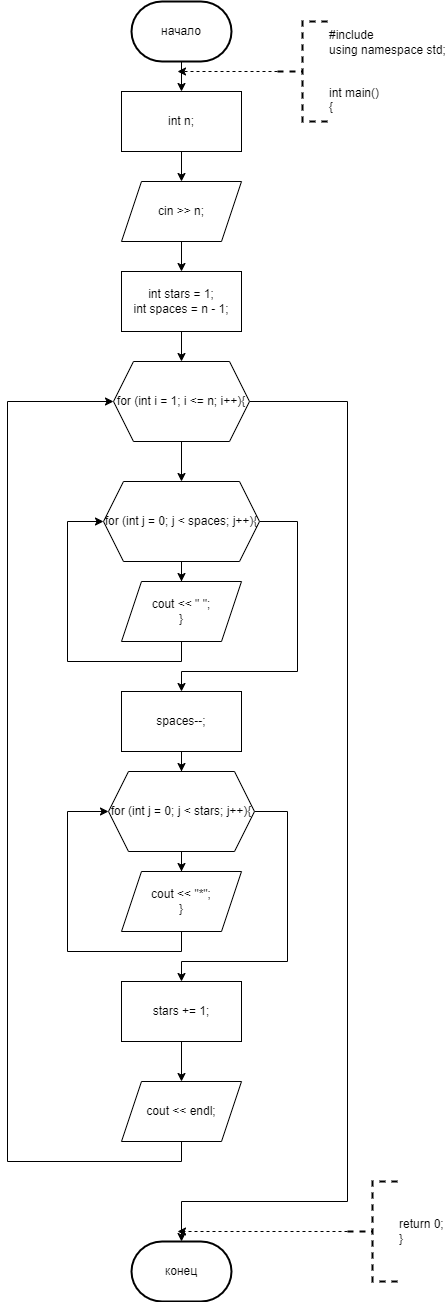 начало
#include
using namespace std;
int main()
{
int n;
cin >> n;
int stars = 1;
int spaces = n - 1;
for (int i = 1; i <= n; i++){
for (int j = 0; j < spaces; j++){
cout << " ";
}
spaces--;
for (int j = 0; j < stars; j++){
cout << "*";
}
stars += 1;
cout << endl;
return 0;
}
конец